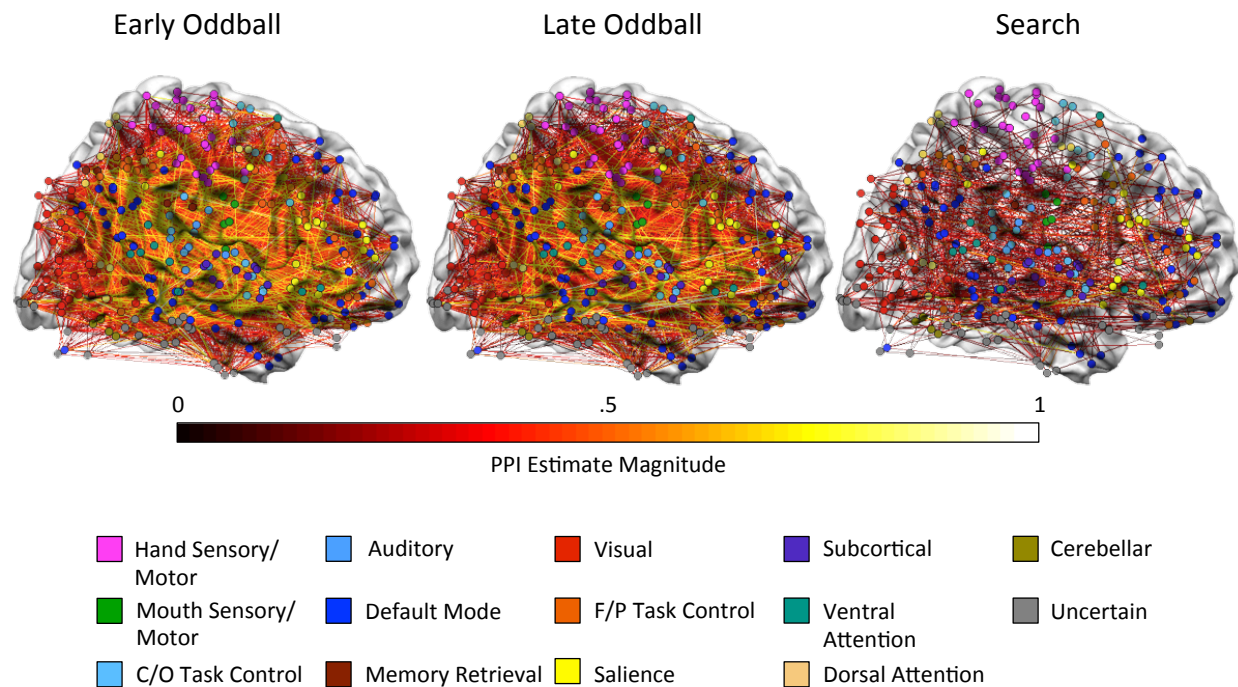 Early Oddball
Late Oddball
Search
0
.5
1
PPI Estimate Magnitude
Hand Sensory/
Motor
Auditory
Visual
Subcortical
Cerebellar
Mouth Sensory/
Motor
Default Mode
F/P Task Control
Ventral
Attention
Uncertain
C/O Task Control
Memory Retrieval
Salience
Dorsal Attention